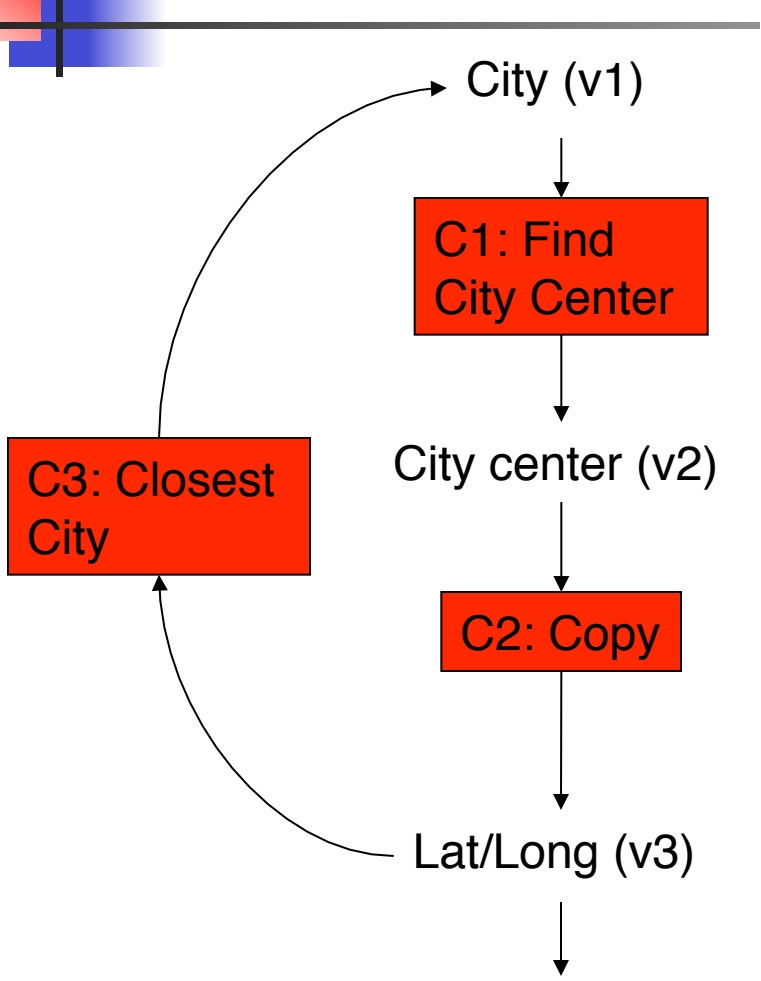 City (v1)
C1: Find
City Center
City center (v2)
C3: Closest
City
C2: Copy
Lat/Long (v3)